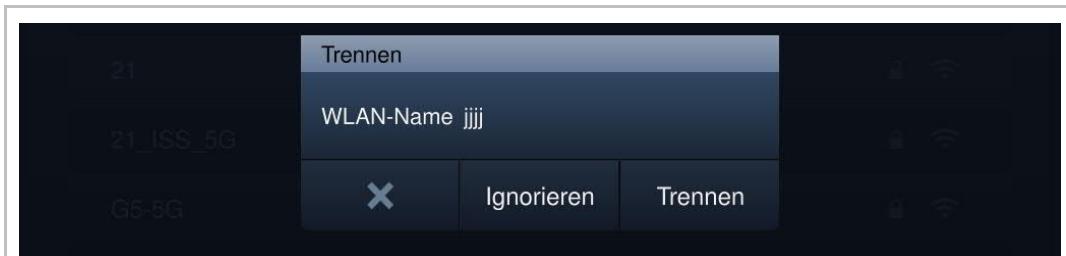 Trennen
21
WLAN-Name jjjj
21_ISS_5G
Ignorieren Trennen
G5-5G